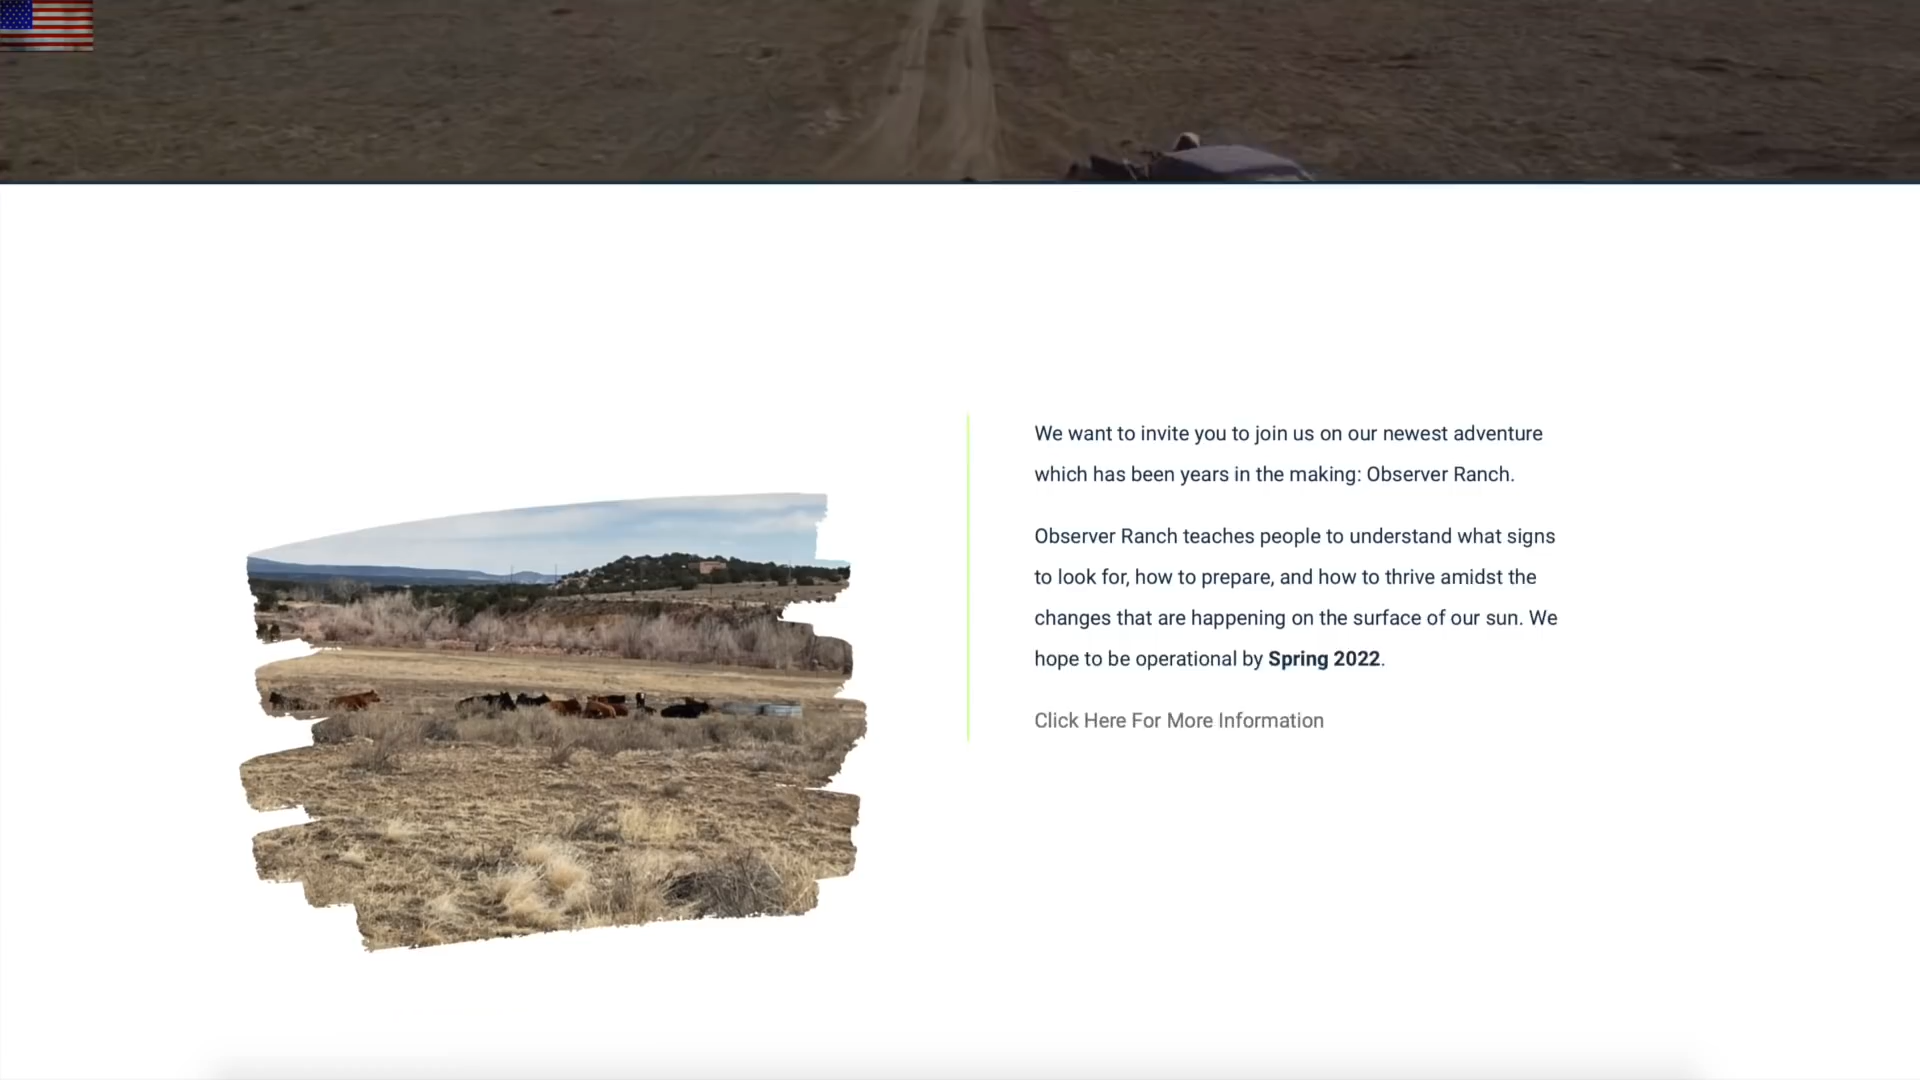 We want to invite you to join us on our newest adventure
which has been years in the making: Observer Ranch.
Observer Ranch teaches people to understand what signs
to look for, how to prepare, and how to thrive amidst the
changes that are happening on the surface of our sun. We
hope to be operational by Spring 2022.
Click Here For More Information